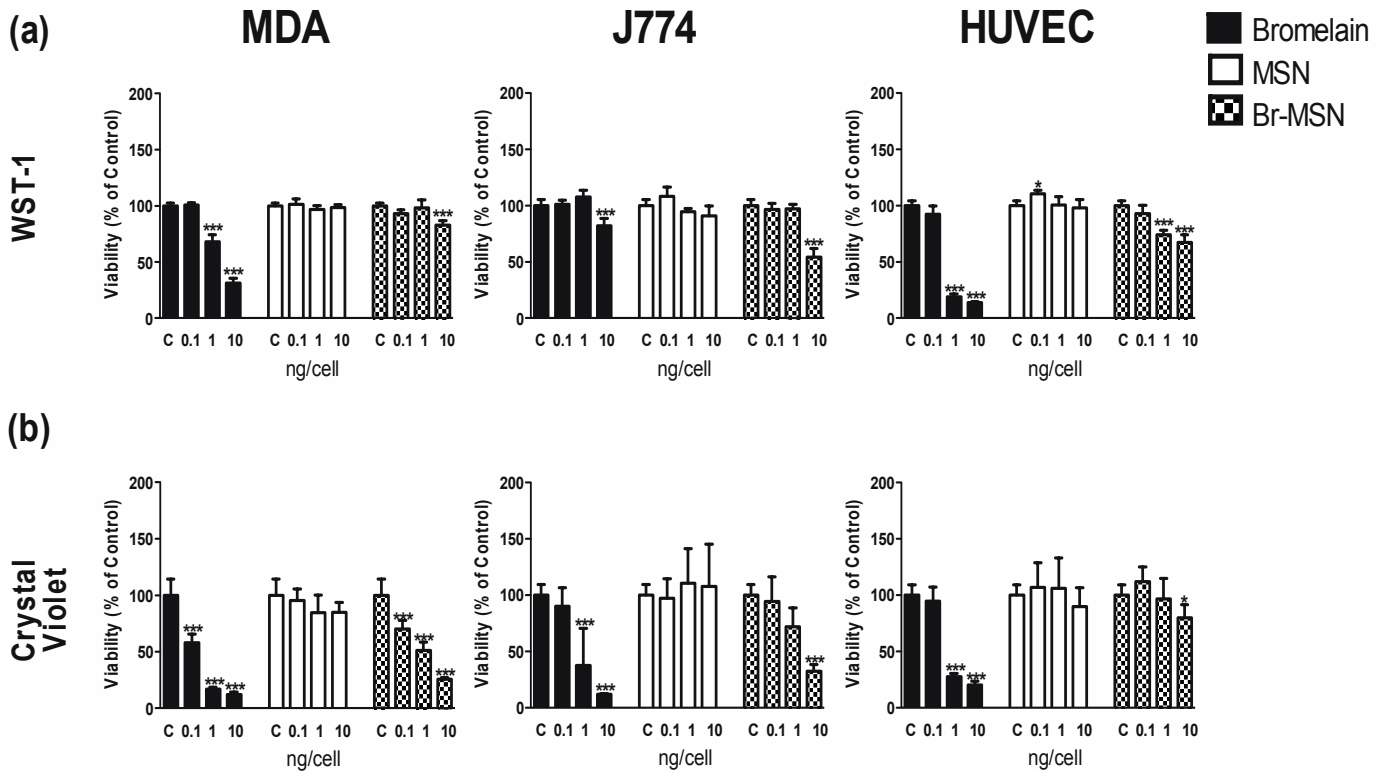 (a)
MDA
J774
HUVEC
Bromelain
MSN
Br-MSN
WST-1
Viability (% of Control)
200
150
100
50
0
***
***
***
C 0.1 1 10
C 0.1 1 10
C 0.1 1 10
ng/cell
Viability (% of Control)
200
150
100
50
0
***
***
C 0.1 1 10
C 0.1 1 10
C 0.1 1 10
ng/cell
Viability (% of Control)
200
150
100
50
0
***
***
*
***
***
C 0.1 1 10
C 0.1 1 10
C 0.1 1 10
ng/cell
(b)
Crystal
Violet
Viability (% of Control)
200
150
100
50
0
***
***
***
***
***
***
C 0.1 1 10
C 0.1 1 10
C 0.1 1 10
ng/cell
Viability (% of Control)
200
150
100
50
0
***
***
***
C 0.1 1 10
C 0.1 1 10
C 0.1 1 10
ng/cell
Viability (% of Control)
200
150
100
50
0
***
***
*
C 0.1 1 10
C 0.1 1 10
C 0.1 1 10
ng/cell